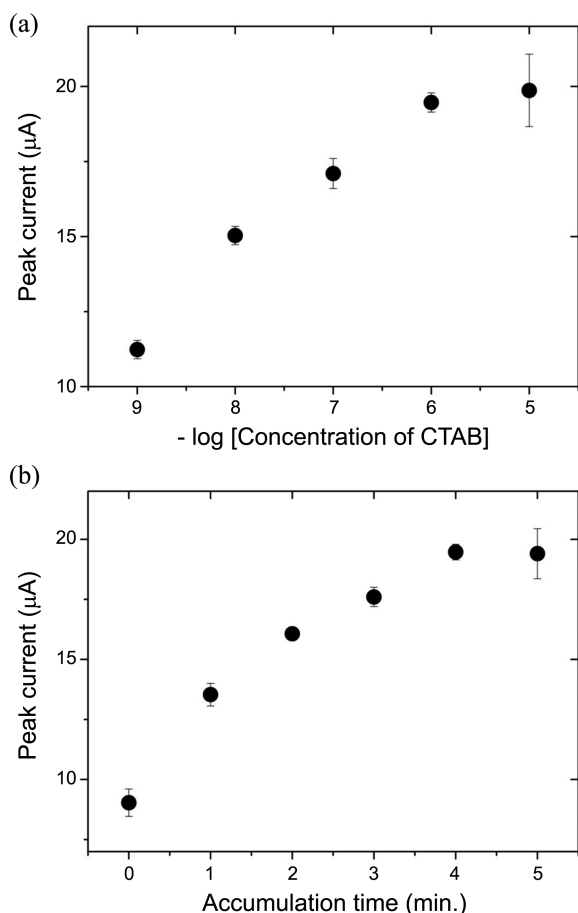 (a)
20
15
10
Peak current (μA)
9 8 7 6 5
- log [Concentration of CTAB]
(b)
20
15
10
Peak current (μA)
0 1 2 3 4 5
Accumulation time (min.)